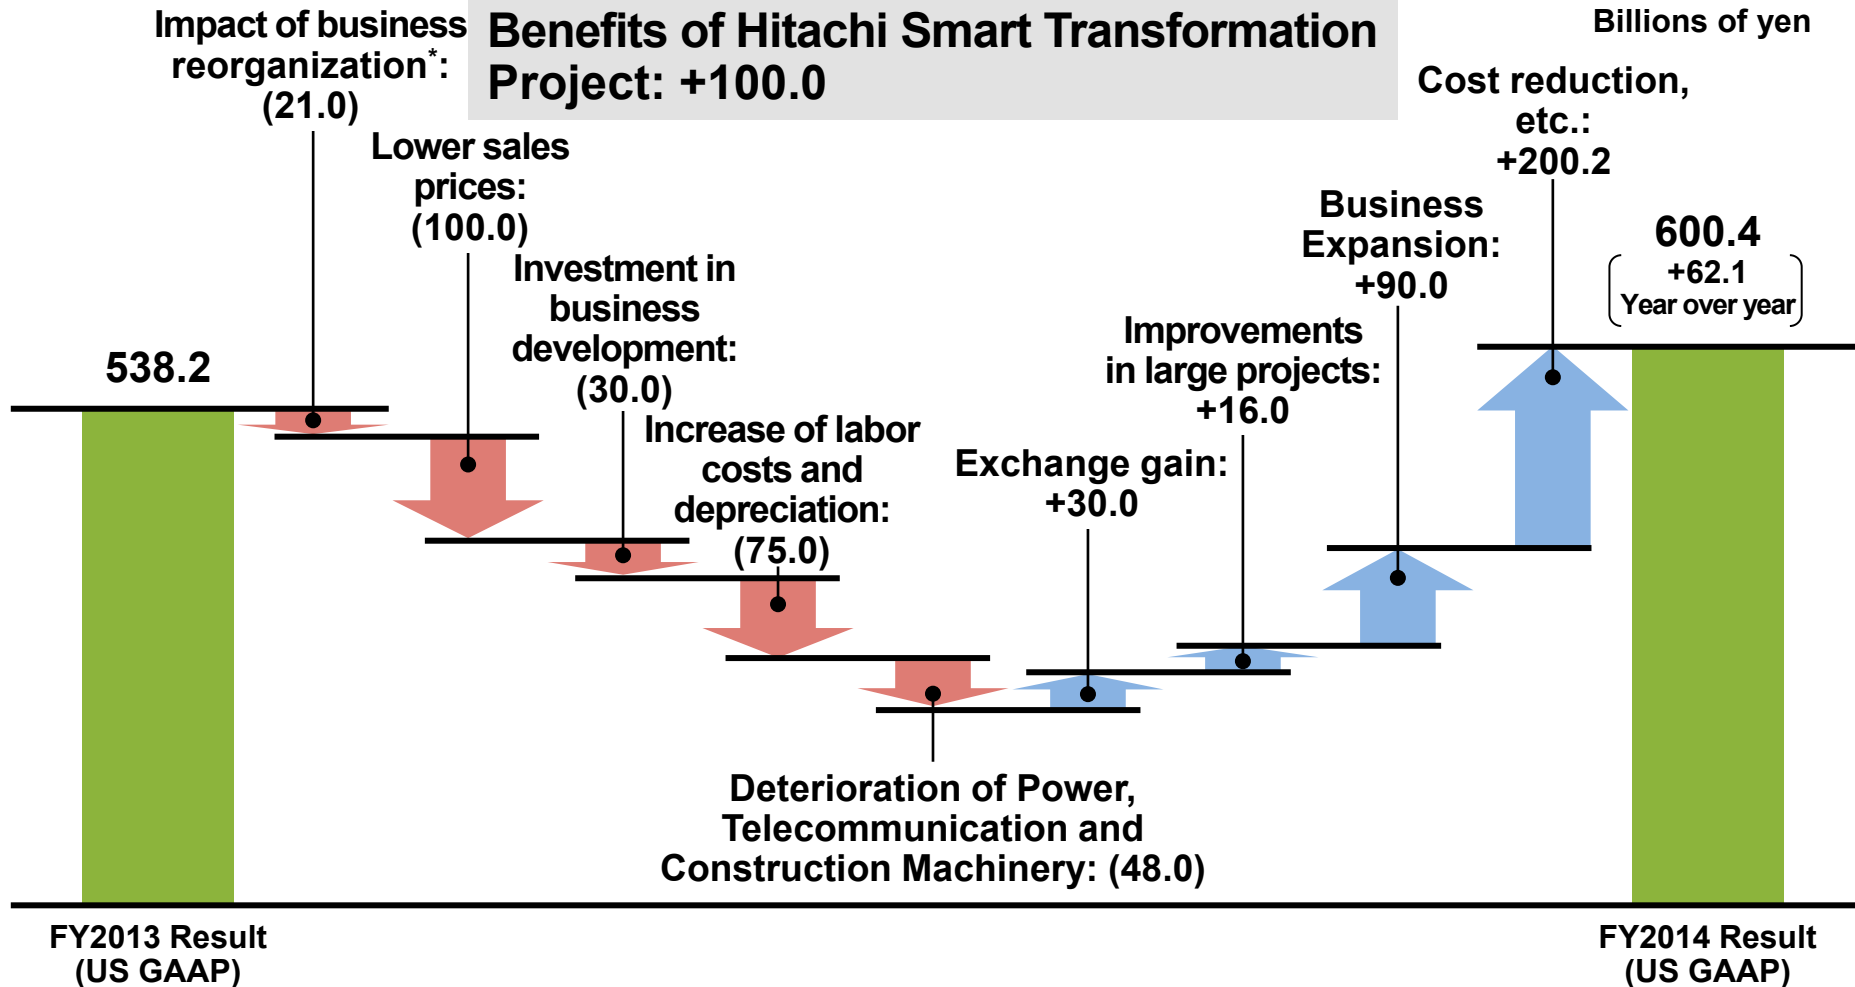 Impact of business
reorganization*:
(21.0)
Benefits of Hitachi Smart Transformation
Project: +100.0
Billions of yen
Cost reduction,
etc.:
+200.2
Lower sales
prices:
(100.0)
Business
Expansion:
+90.0
600.4
+62.1
Year over year
Investment in
business
development:
(30.0)
Improvements
in large projects:
+16.0
538.2
Increase of labor
costs and
depreciation:
(75.0)
Exchange gain:
+30.0
Deterioration of Power,
Telecommunication and
Construction Machinery: (48.0)
FY2013 Result
(US GAAP)
FY2014 Result
(US GAAP)